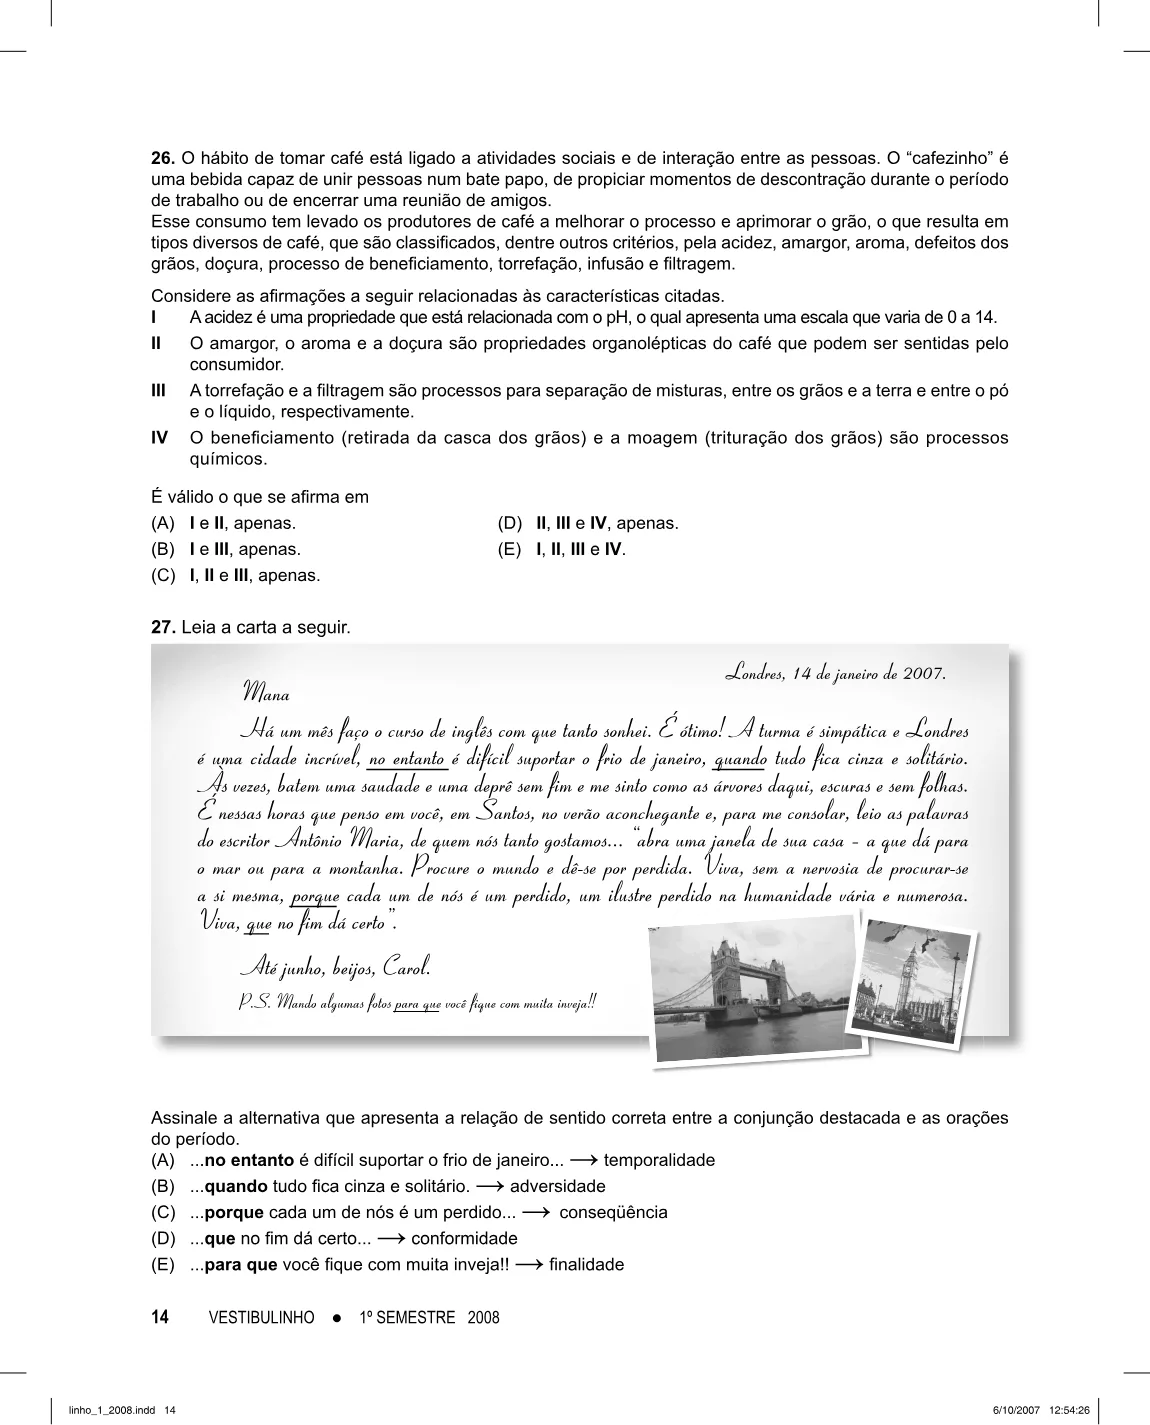 26. O hábito de tomar café está ligado a atividades sociais e de interação entre as pessoas. O “cafezinho” é
uma bebida capaz de unir pessoas num bate papo, de propiciar momentos de descontração durante o período
de trabalho ou de encerrar uma reunião de amigos.
Esse consumo tem levado os produtores de café a melhorar o processo e aprimorar o grão, o que resulta em
tipos diversos de café, que são classificados, dentre outros critérios, pela acidez, amargor, aroma, defeitos dos
grãos, doçura, processo de beneficiamento, torrefação, infusão e filtragem.
Considere as afirmações a seguir relacionadas às características citadas.
I A acidez é uma propriedade que está relacionada com o pH, o qual apresenta uma escala que varia de 0 a 14.
II O amargor, o aroma e a doçura são propriedades organolépticas do café que podem ser sentidas pelo
consumidor.
III A torrefação e a filtragem são processos para separação de misturas, entre os grãos e a terra e entre o pó
e o líquido, respectivamente.
IV O beneficiamento (retirada da casca dos grãos) e a moagem (trituração dos grãos) são processos
químicos.
É válido o que se afirma em
(A) I e II, apenas.
(B) I e III, apenas.
(C) I, II e III, apenas.
(D) II, III e IV, apenas.
(E) I, II, III e IV.
27. Leia a carta a seguir.
Londres, 14 de janeiro de 2007.
Mana
Há um mês faço o curso de inglês com que tanto sonhei. É ótimo! A turma é simpática e Londres
é uma cidade incrível, no entanto é difícil suportar o frio de janeiro, quando tudo fica cinza e solitário.
Às vezes, batem uma saudade e uma deprê sem fim e me sinto como as árvores daqui, escuras e sem folhas.
É nessas horas que penso em você, em Santos, no verão aconchegante e, para me consolar, leio as palavras
do escritor Antônio Maria, de quem nós tanto gostamos... “abra uma janela de sua casa – a que dá para
o mar ou para a montanha. Procure o mundo e dê-se por perdida. Viva, sem a nervosia de procurar-se
a si mesma, porque cada um de nós é um perdido, um ilustre perdido na humanidade vária e numerosa.
Viva, que no fim dá certo”.
Até junho, beijos, Carol.
P.S. Mando algumas fotos para que você fique com muita inveja!!
Assinale a alternativa que apresenta a relação de sentido correta entre a conjunção destacada e as orações
do período.
(A) ...no entanto é difícil suportar o frio de janeiro... → temporalidade
(B) ...quando tudo fica cinza e solitário. → adversidade
(C) ...porque cada um de nós é um perdido... → conseqüência
(D) ...que no fim dá certo... → conformidade
(E) ...para que você fique com muita inveja!! → finalidade
14 VESTIBULINHO ● 1º SEMESTRE 2008
linho_1_2008.indd 14 6/10/2007 12:54:26